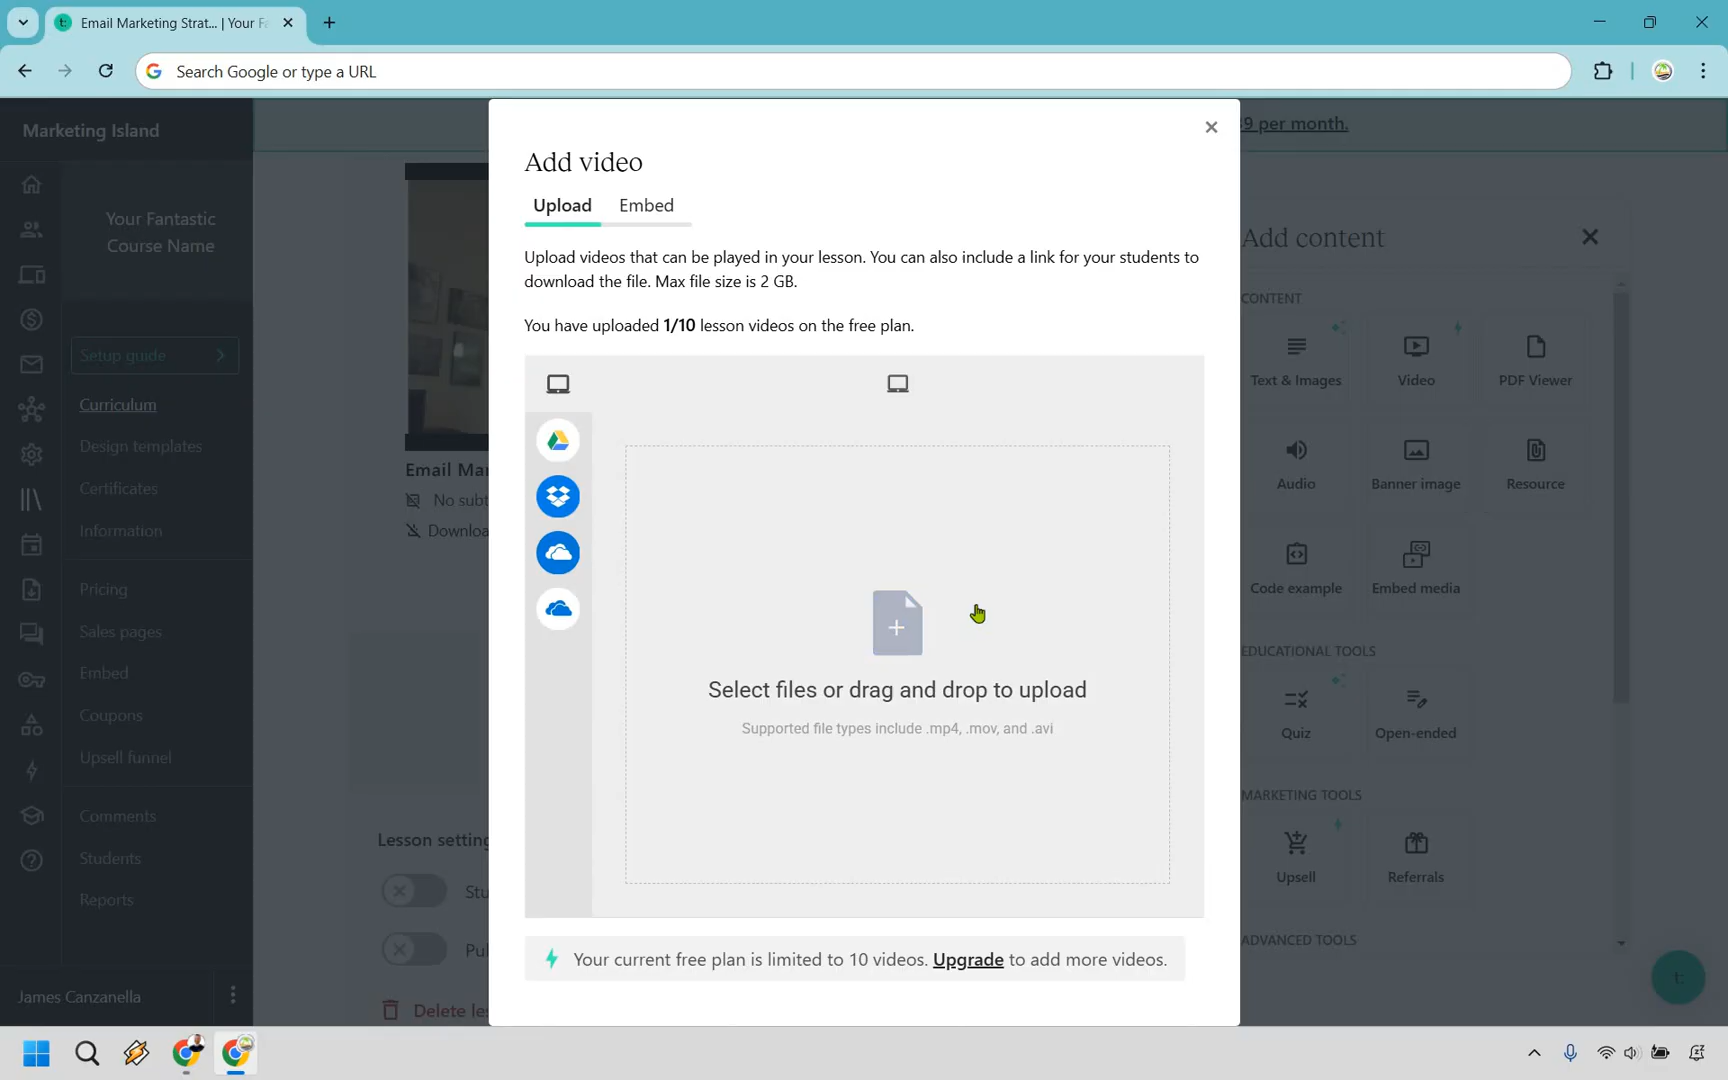 Email Marketing Strat... | Your Fa
Search Google or type a URL
Marketing Island
9 per month.
Your Fantastic
Course Name
Setup guide
Curriculum
Design templates
Certificates
Information
Pricing
Sales pages
Embed
Coupons
Upsell funnel
Comments
Students
Reports
James Canzanella
Email Mar
No subt
Downloa
Lesson setting
Stu
Pul
Delete les
Add video
Upload Embed
Upload videos that can be played in your lesson. You can also include a link for your students to
download the file. Max file size is 2 GB.
You have uploaded 1/10 lesson videos on the free plan.
Select files or drag and drop to upload
Supported file types include .mp4, .mov, and .avi
Your current free plan is limited to 10 videos. Upgrade to add more videos.
Add content
CONTENT
Text & Images Video PDF Viewer
Audio Banner image Resource
Code example Embed media
EDUCATIONAL TOOLS
Quiz Open-ended
MARKETING TOOLS
Upsell Referrals
ADVANCED TOOLS